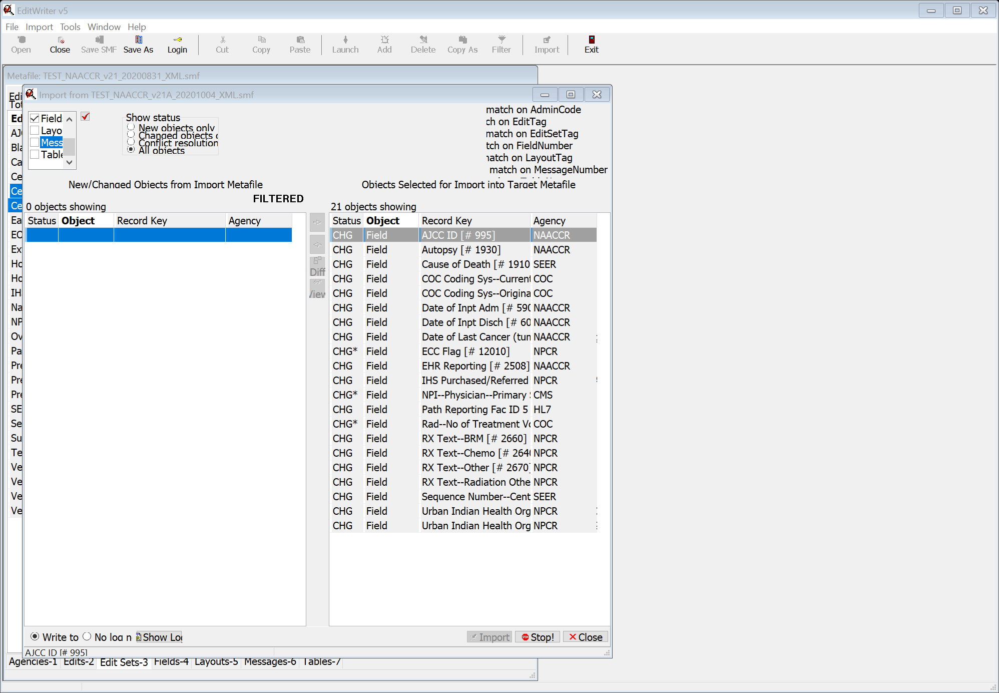 EditWriter v5
File Import Tools Window Help
Open Close Save SMF Save As Login Cut Copy Paste Launch Add Delete Copy As Filter Import Exit
Metafile: TEST_NAACCR_v21_20200831_XML.smf
Import from TEST_NAACCR_v21A_20201004_XML.smf
Edi
Tot
Ed
AJ
Bla
Ca
Ce
Ce
Ce
Ea
EO
Ex
Ho
Ho
IH
Na
NP
Ov
Pa
Pre
Pre
Pre
SE
Se
Su
Te
Ve
Ve
Ve
Ve
Field
Layo
Mess
Table
Show status
New objects only
Changed objects
Conflict resolution
All objects
match on AdminCode
ch on EditTag
match on EditSetTag
tch on FieldNumber
natch on LayoutTag
match on MessageNumber
New/Changed Objects from Import Metafile
FILTERED
0 objects showing
Status Object Record Key Agency
Diff
View
Objects Selected for Import into Target Metafile
21 objects showing
Status Object Record Key Agency
CHG Field AJCC ID [# 995] NAACCR
CHG Field Autopsy [# 1930] NAACCR
CHG Field Cause of Death [# 1910 SEER
CHG Field COC Coding Sys--Current COC
CHG Field COC Coding Sys--Origina COC
CHG Field Date of Inpt Adm [# 590 NAACCR
CHG Field Date of Inpt Disch [# 60 NAACCR
CHG Field Date of Last Cancer (tum NAACCR
CHG* Field ECC Flag [# 12010] NPCR
CHG Field EHR Reporting [# 2508] NAACCR
CHG Field IHS Purchased/Referred NPCR
CHG* Field NPI--Physician--Primary CMS
CHG Field Path Reporting Fac ID 5 HL7
CHG* Field Rad--No of Treatment Vo COC
CHG Field RX Text--BRM [# 2660] NPCR
CHG Field RX Text--Chemo [# 2640 NPCR
CHG Field RX Text--Other [# 2670] NPCR
CHG Field RX Text--Radiation Othe NPCR
CHG Field Sequence Number--Cent SEER
CHG Field Urban Indian Health Org NPCR
CHG Field Urban Indian Health Org NPCR
Write to No log n Show Log Import Stop! Close
AJCC ID [# 995]
Agencies-1 Edits-2 Edit Sets-3 Fields-4 Layouts-5 Messages-6 Tables-7